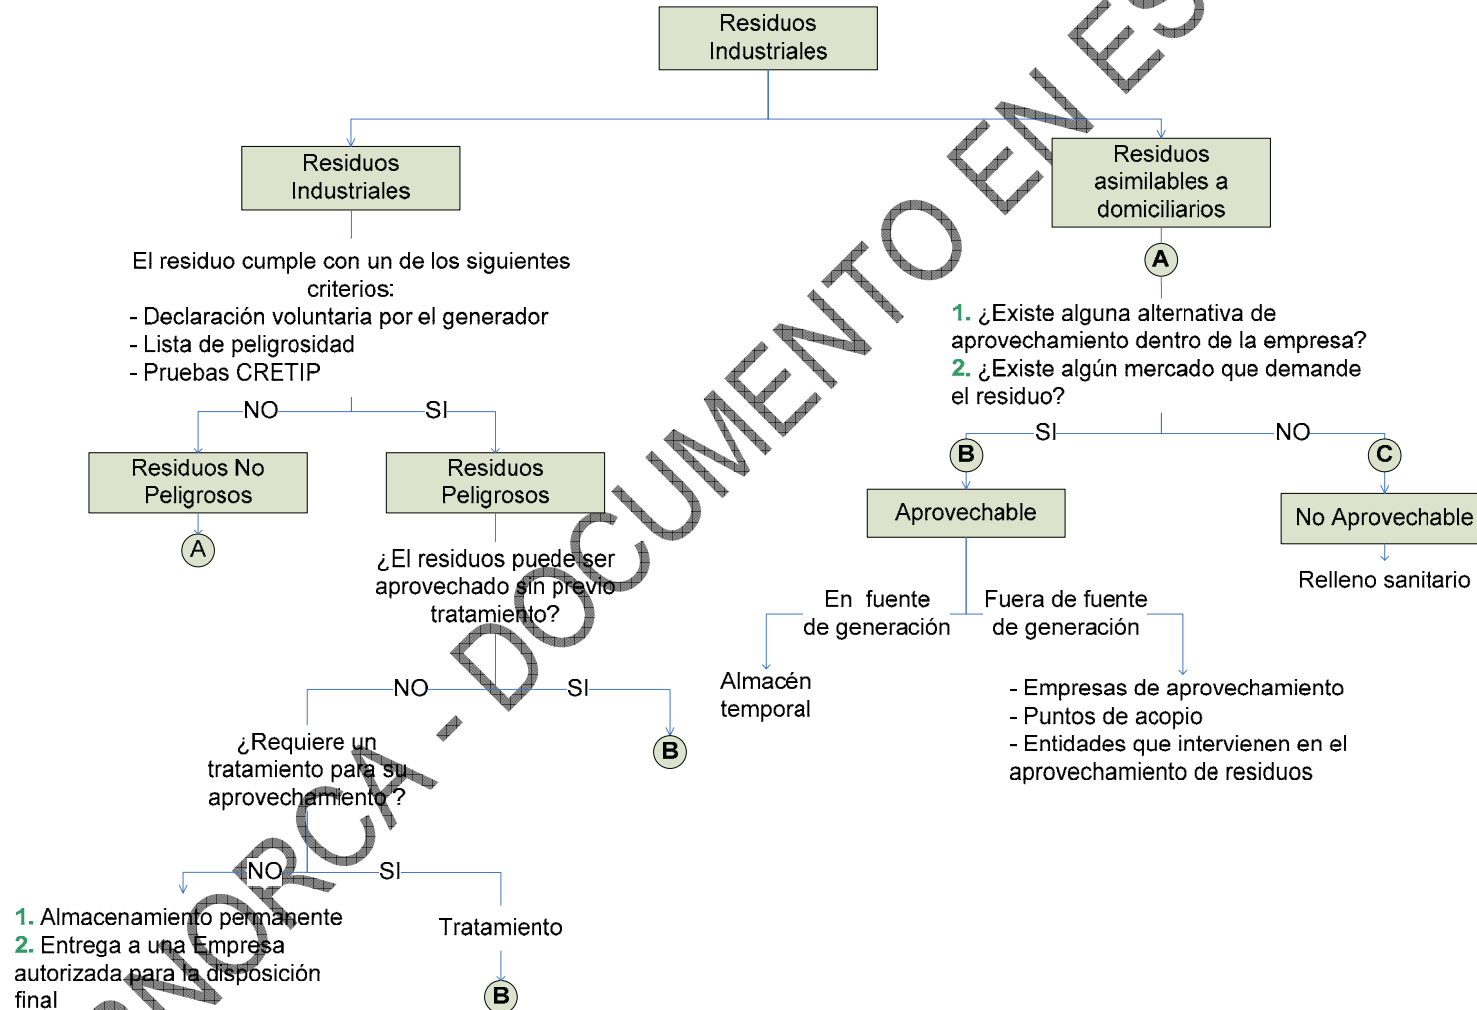 Residuos
Industriales
Residuos
Industriales
El residuo cumple con un de los siguientes
criterios:
- Declaración voluntaria por el generador
- Lista de peligrosidad
- Pruebas CRETIP
NO
SI
Residuos No
Peligrosos
A
Residuos
Peligrosos
¿El residuos puede ser
aprovechado sin previo
tratamiento?
NO
SI
B
¿Requiere un
tratamiento para su
aprovechamiento ?
NO
SI
1. Almacenamiento permanente
2. Entrega a una Empresa
autorizada para la disposición
final
Tratamiento
B
Residuos
asimilables a
domiciliarios
A
1. ¿Existe alguna alternativa de
aprovechamiento dentro de la empresa?
2. ¿Existe algún mercado que demande
el residuo?
SI
NO
B
Aprovechable
C
No Aprovechable
Relleno sanitario
En fuente
de generación
Fuera de fuente
de generación
Almacén
temporal
- Empresas de aprovechamiento
- Puntos de acopio
- Entidades que intervienen en el
aprovechamiento de residuos
- DOCUMENTO EN